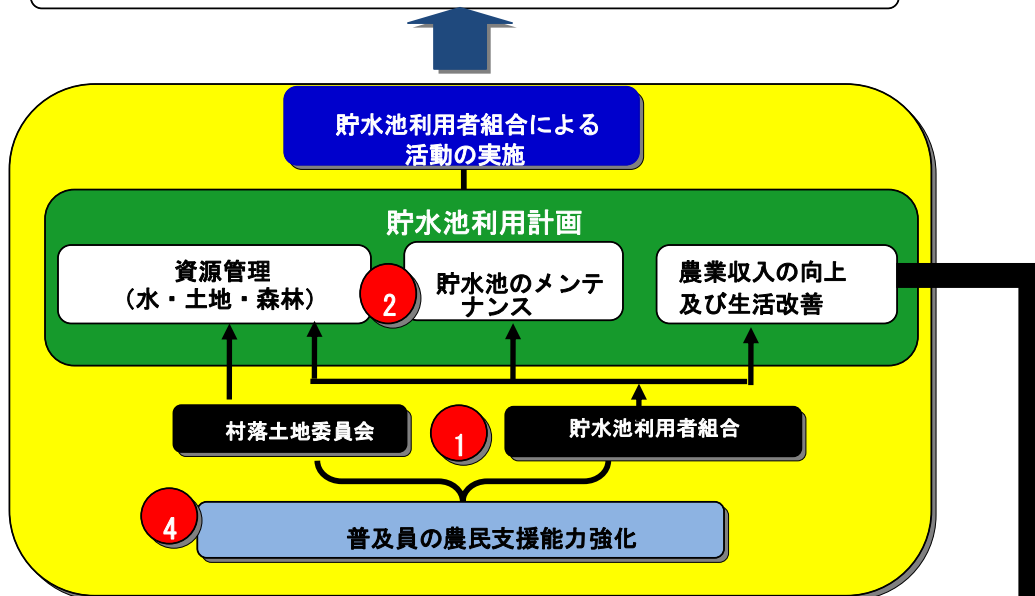 貯水池利用者組合による
活動の実施
貯水池利用計画
資源管理
（水・土地・森林）
2
貯水池のメンテ
ナンス
農業収入の向上
及び生活改善
村落土地委員会
1
貯水池利用者組合
4
普及員の農民支援能力強化